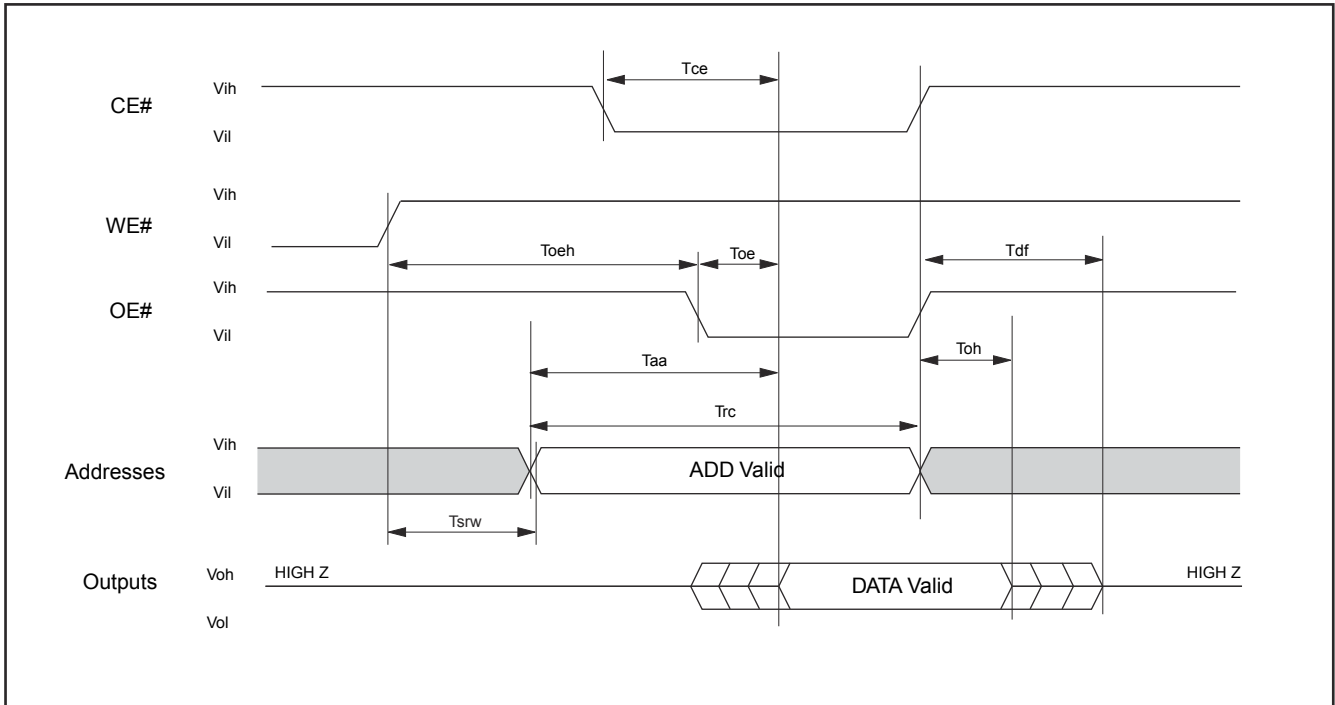 Tce
Vih
CE#
Vil
Vih
WE#
Vil
Toeh
Toe
Tdf
Vih
OE#
Vil
Toh
Taa
Trc
Vih
Addresses
ADD Valid
Vil
Tsrw
Voh
HIGH Z
HIGH Z
Outputs
DATA Valid
Vol